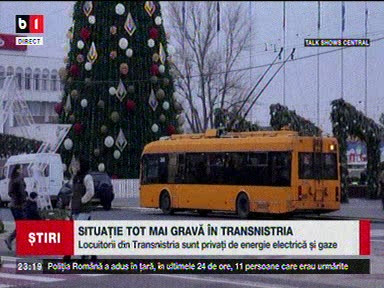 B1
DIRECT
TALK SHOWS CENTRAL
ȘTIRI
SITUAȚIE TOT MAI GRAVĂ ÎN TRANSNISTRIA
Locuitorii din Transnistria sunt privați de energie electrică și gaze
23:19 Poliția Română a adus în țară, în ultimele 24 de ore, 11 persoane care erau urmărite